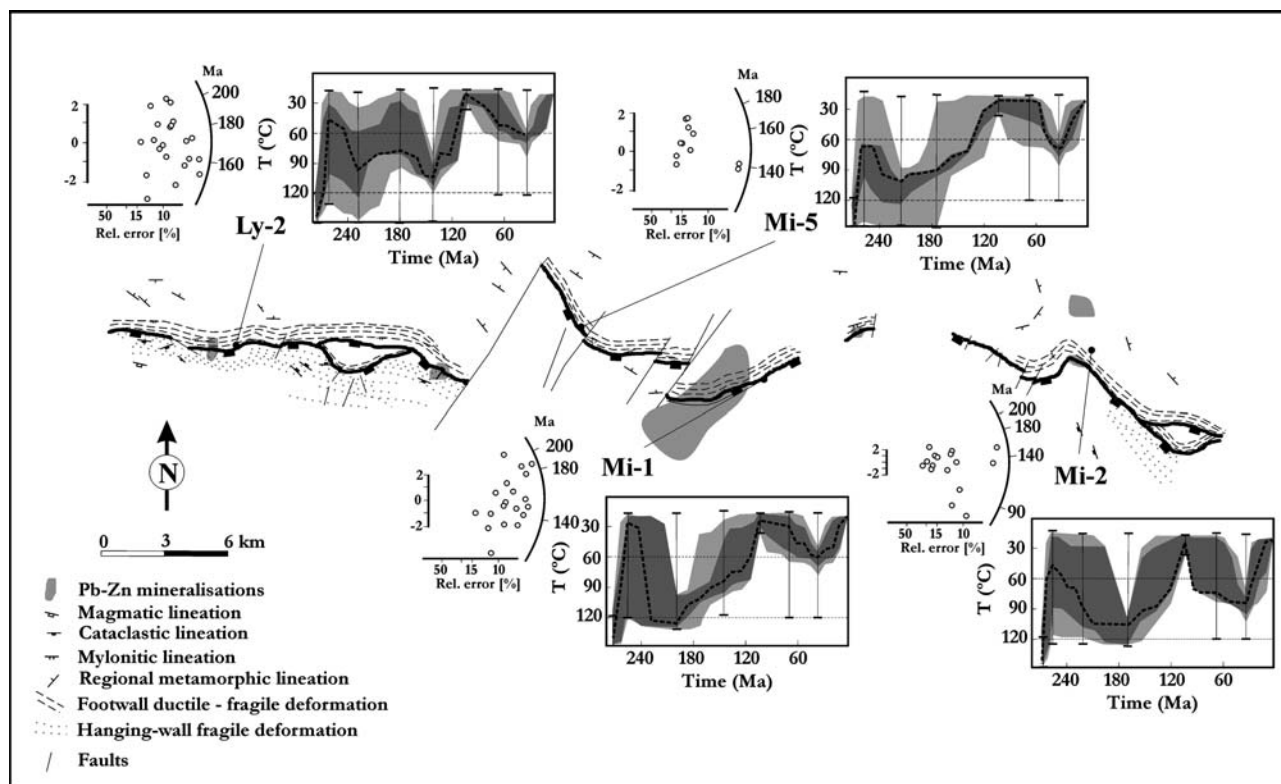 Ma
200
180
160
2
0
-2
50 15 10
Rel. error [%]
30
60
90
120
T (°C)
240 180 120 60
Time (Ma)
Ly-2
Ma
180
160
140
2
0
-2
50 15 10
Rel. error [%]
30
60
90
120
T (°C)
240 180 120 60
Time (Ma)
Mi-5
Ma
200
180
140
2
0
-2
50 10
Rel. error [%]
30
60
90
120
T (°C)
240 180 120 60
Time (Ma)
Mi-1
Ma
200
180
140
90
2
-2
50 15 10
Rel. error [%]
30
60
90
120
T (°C)
240 180 120 60
Time (Ma)
Mi-2
N
0 3 6 km
Pb-Zn mineralisations
Magmatic lineation
Cataclastic lineation
Mylonitic lineation
Regional metamorphic lineation
Footwall ductile - fragile deformation
Hanging-wall fragile deformation
Faults